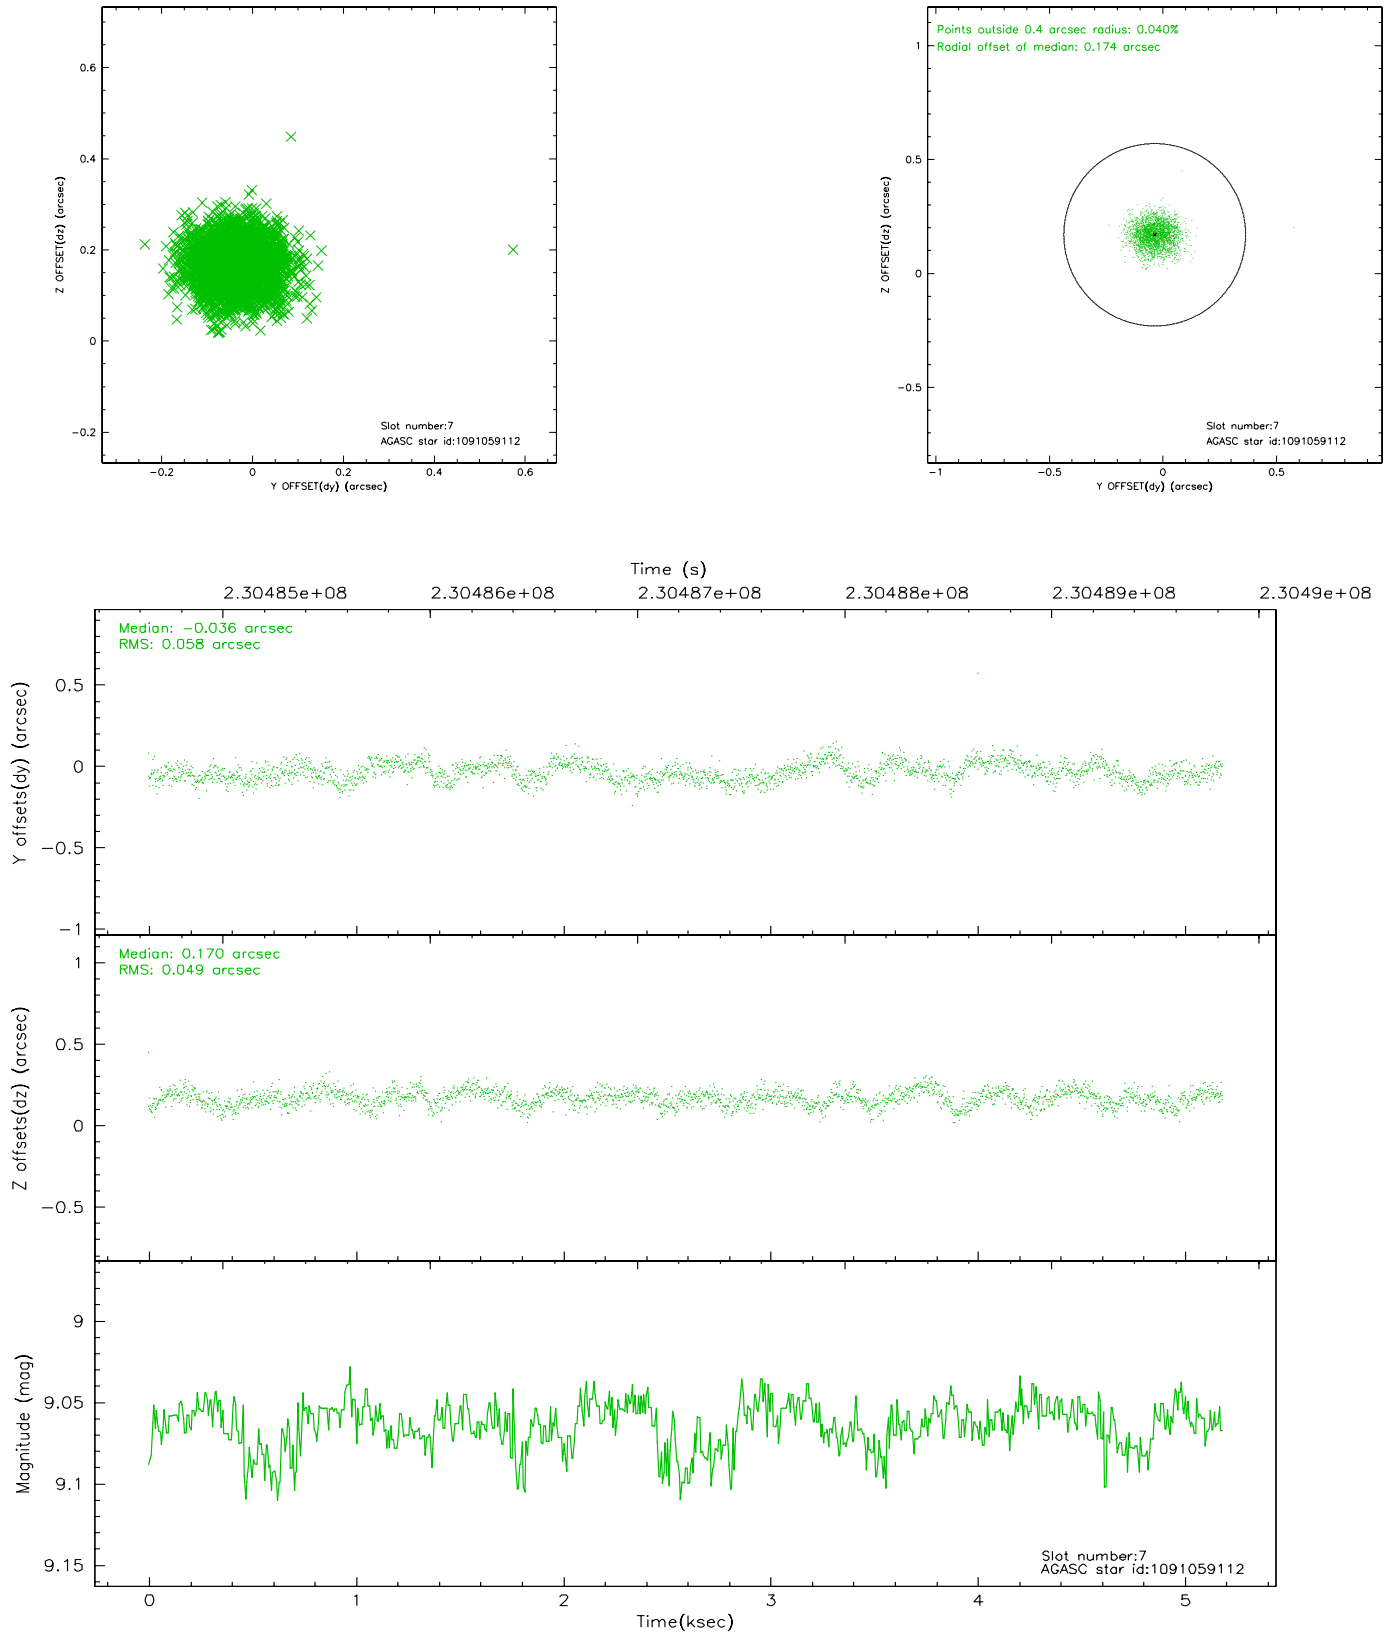 0.6
0.4
0.2
0
−0.2
Z OFFSET(dz) (arcsec)
Slot number:7
AGASC star id:1091059112
−0.2 0 0.2 0.4 0.6
Y OFFSET(dy) (arcsec)
Points outside 0.4 arcsec radius: 0.040%
Radial offset of median: 0.174 arcsec
1
0.5
0
−0.5
Z OFFSET(dz) (arcsec)
Slot number:7
AGASC star id:1091059112
−1 −0.5 0 0.5
Y OFFSET(dy) (arcsec)
Time (s)
2.30485e+08 2.30486e+08 2.30487e+08 2.30488e+08 2.30489e+08 2.3049e+08
Median: −0.036 arcsec
RMS: 0.058 arcsec
0.5
0
−0.5
−1
Y offsets(dy) (arcsec)
Median: 0.170 arcsec
RMS: 0.049 arcsec
1
0.5
0
−0.5
Z offsets(dz) (arcsec)
9
9.05
9.1
9.15
Magnitude (mag)
Slot number:7
AGASC star id:1091059112
0 1 2 3 4 5
Time(ksec)